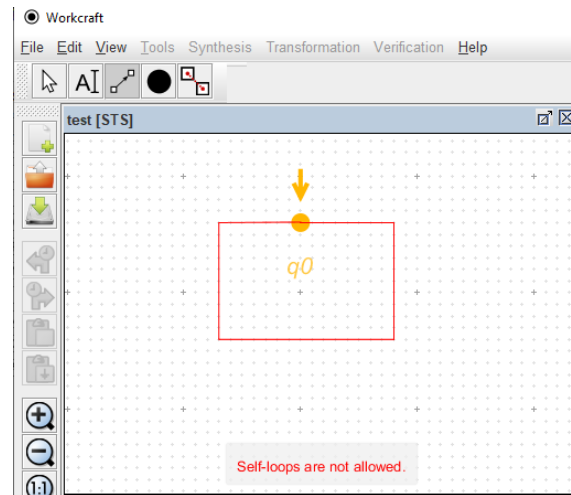 Workcraft
File Edit View Tools Synthesis Transformation Verification Help
AI
test [STS]
q0
Self-loops are not allowed.
1:1